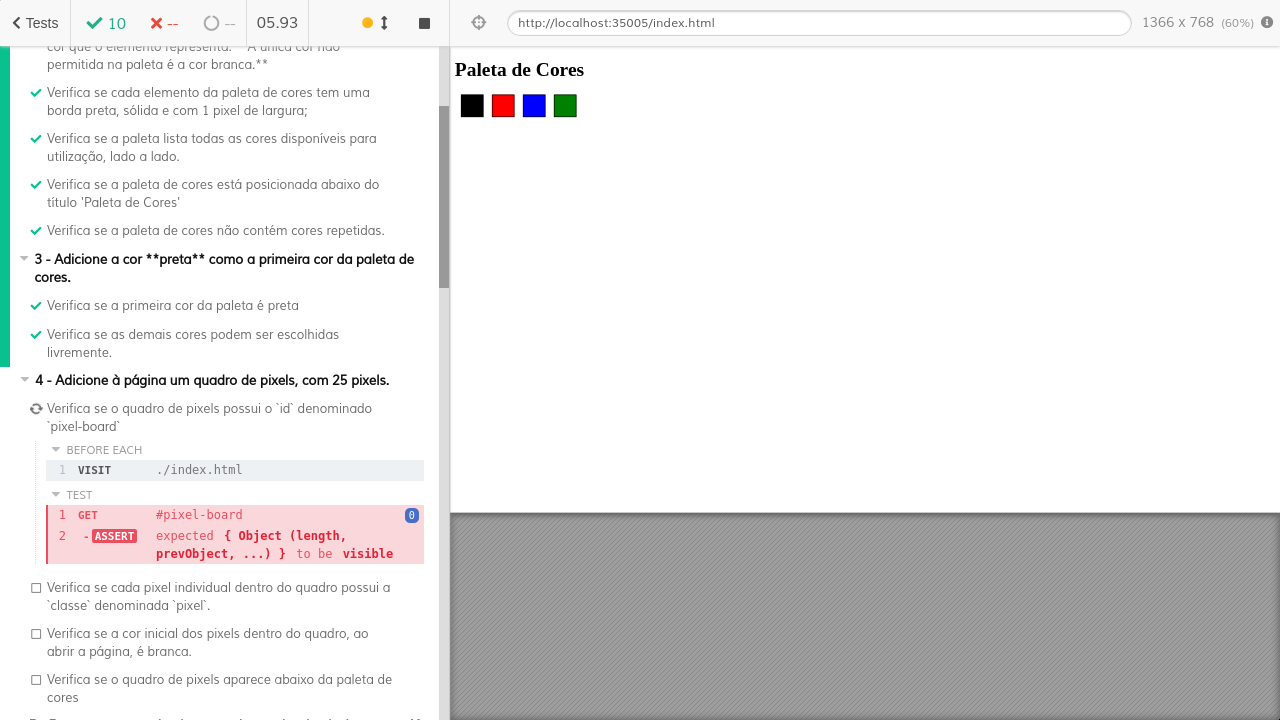 Tests
10
--
--
05.93
http://localhost:35005/index.html
1366 x 768 (60%)
cor que o elemento representa. **A única cor não
permitida na paleta é a cor branca.**
Verifica se cada elemento da paleta de cores tem uma
borda preta, sólida e com 1 pixel de largura;
Verifica se a paleta lista todas as cores disponíveis para
utilização, lado a lado.
Verifica se a paleta de cores está posicionada abaixo do
título 'Paleta de Cores'
Verifica se a paleta de cores não contém cores repetidas.
3 - Adicione a cor **preta** como a primeira cor da paleta de
cores.
Verifica se a primeira cor da paleta é preta
Verifica se as demais cores podem ser escolhidas
livremente.
4 - Adicione à página um quadro de pixels, com 25 pixels.
Verifica se o quadro de pixels possui o `id` denominado
`pixel-board`
BEFORE EACH
1 VISIT ./index.html
TEST
1 GET #pixel-board 0
2 -ASSERT expected { Object (length,
prevObject, ...) } to be visible
Verifica se cada pixel individual dentro do quadro possui a
`classe` denominada `pixel`.
Verifica se a cor inicial dos pixels dentro do quadro, ao
abrir a página, é branca.
Verifica se o quadro de pixels aparece abaixo da paleta de
cores
Paleta de Cores